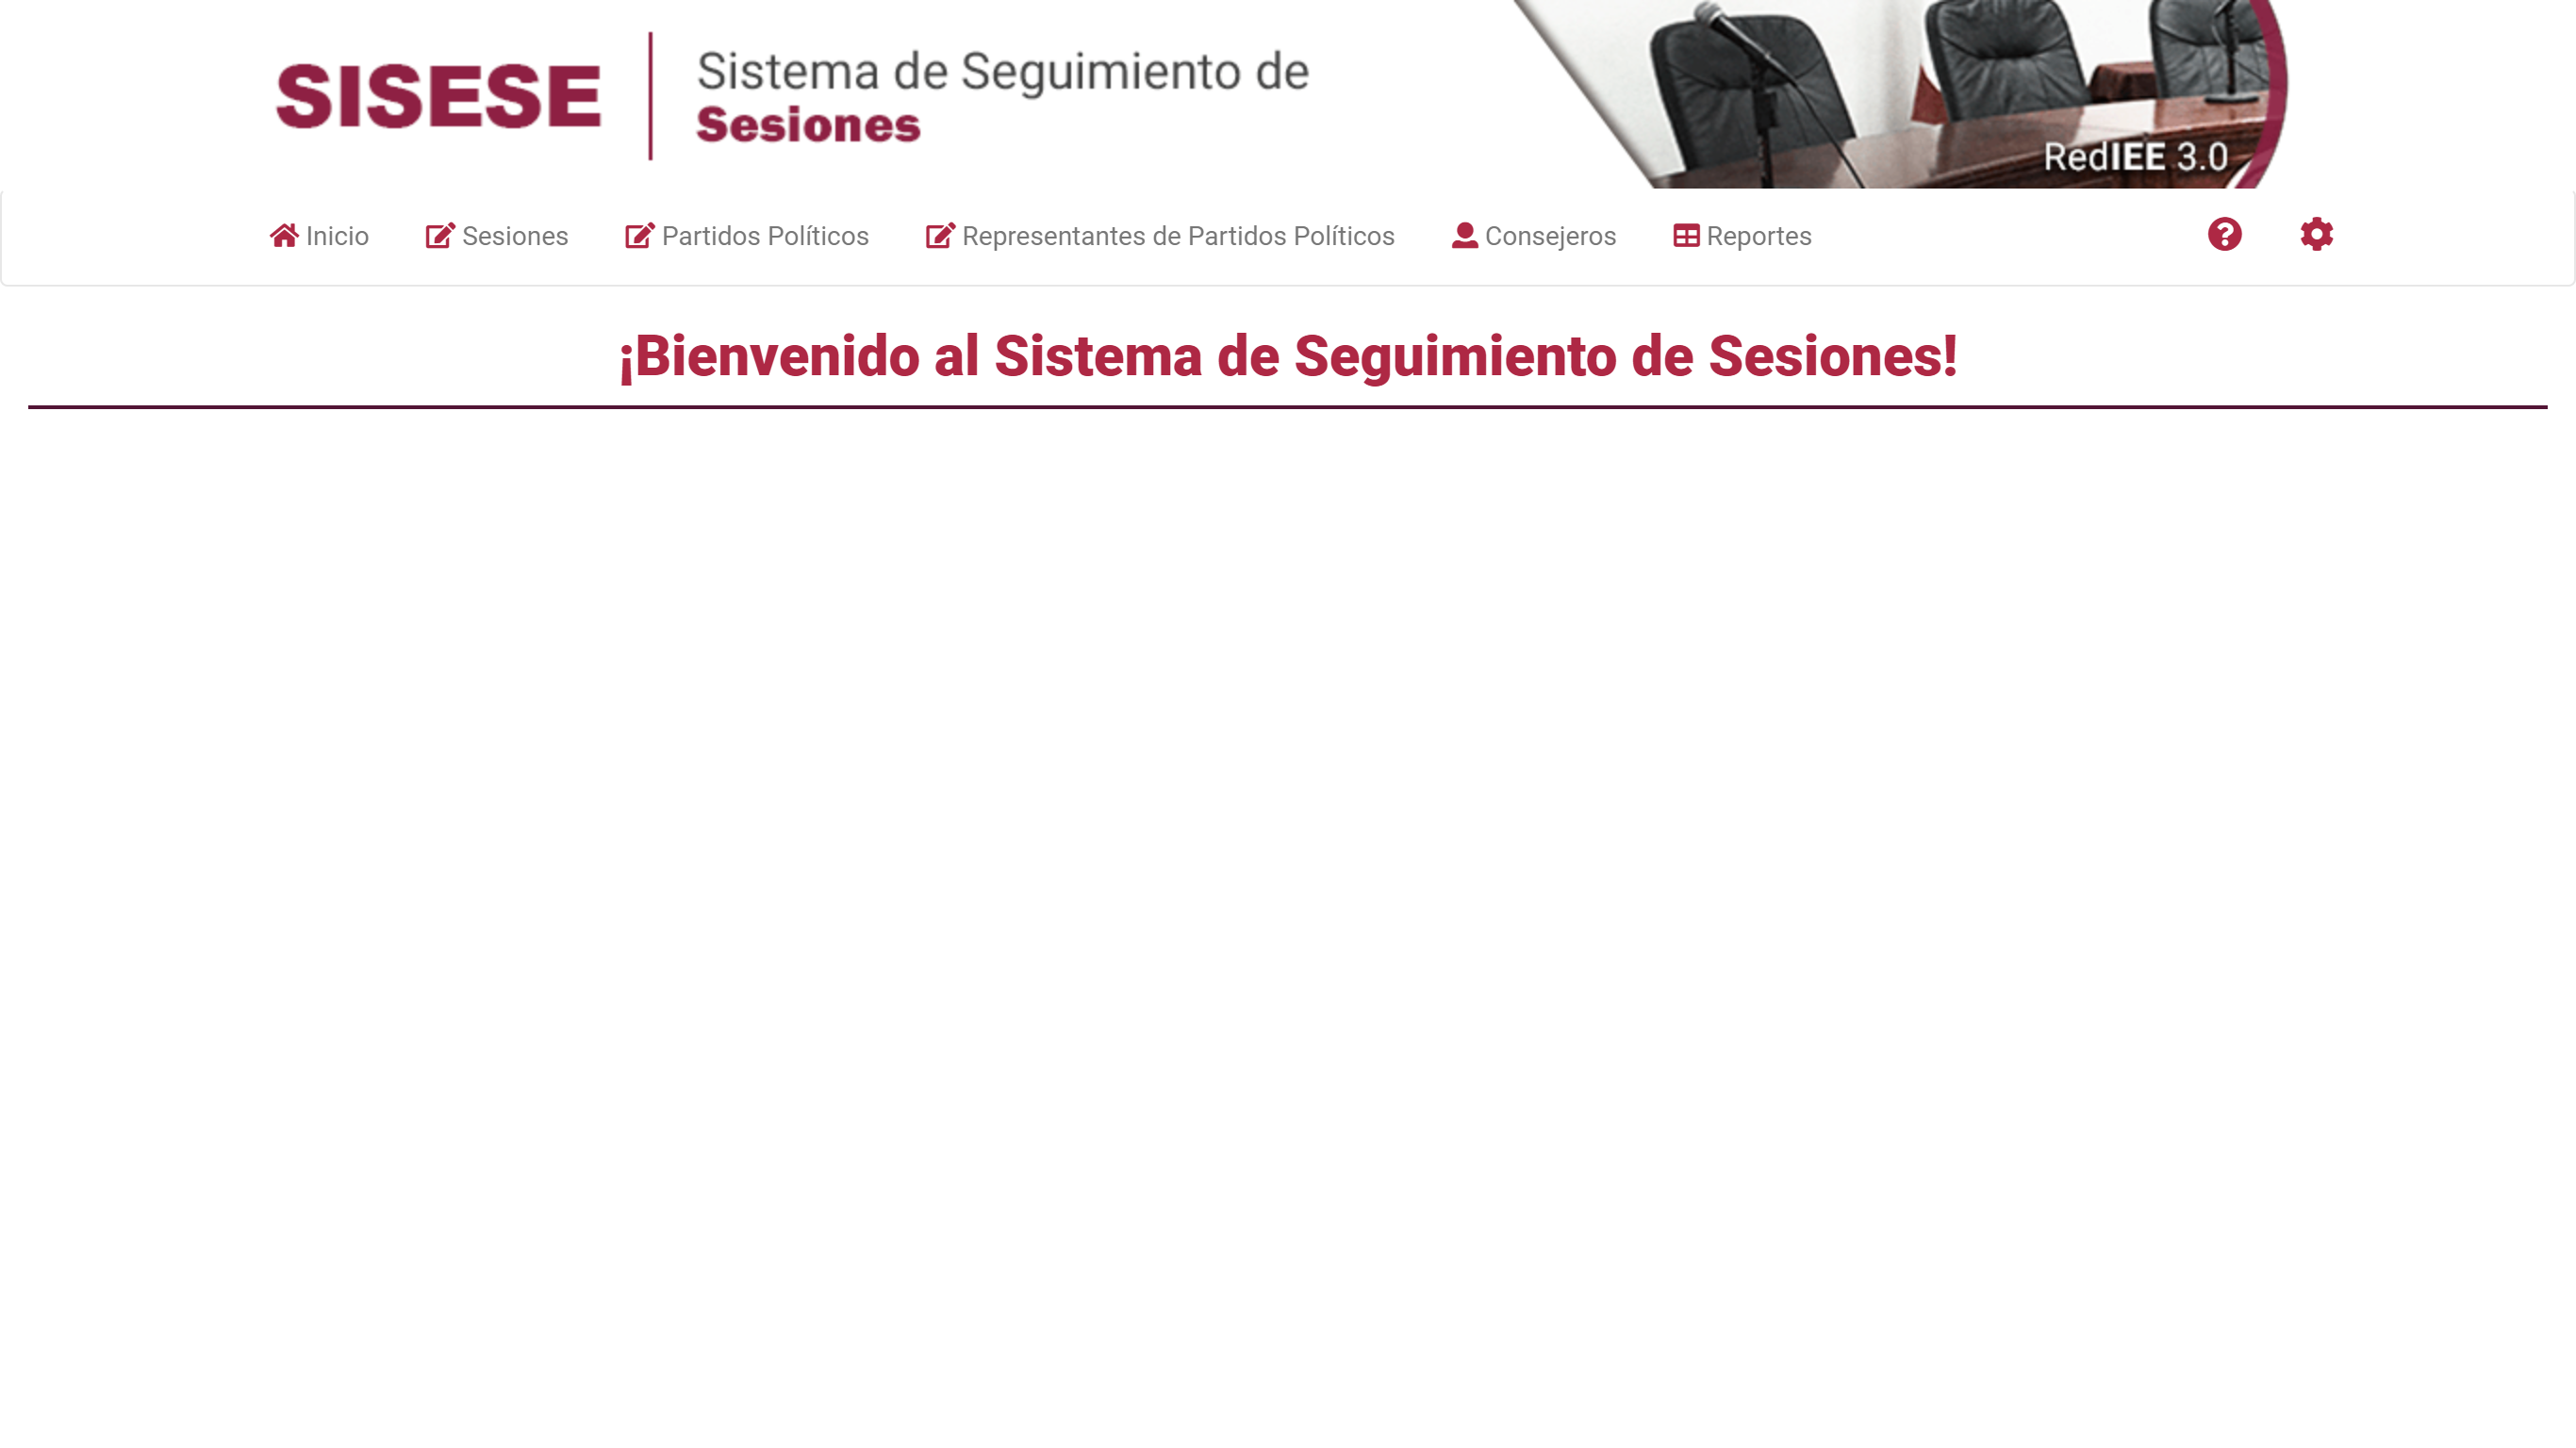 SISESE
Sistema de Seguimiento de
Sesiones
RedIEE 3.0
Inicio
Sesiones
Partidos Políticos
Representantes de Partidos Políticos
Consejeros
Reportes
?
¡Bienvenido al Sistema de Seguimiento de Sesiones!